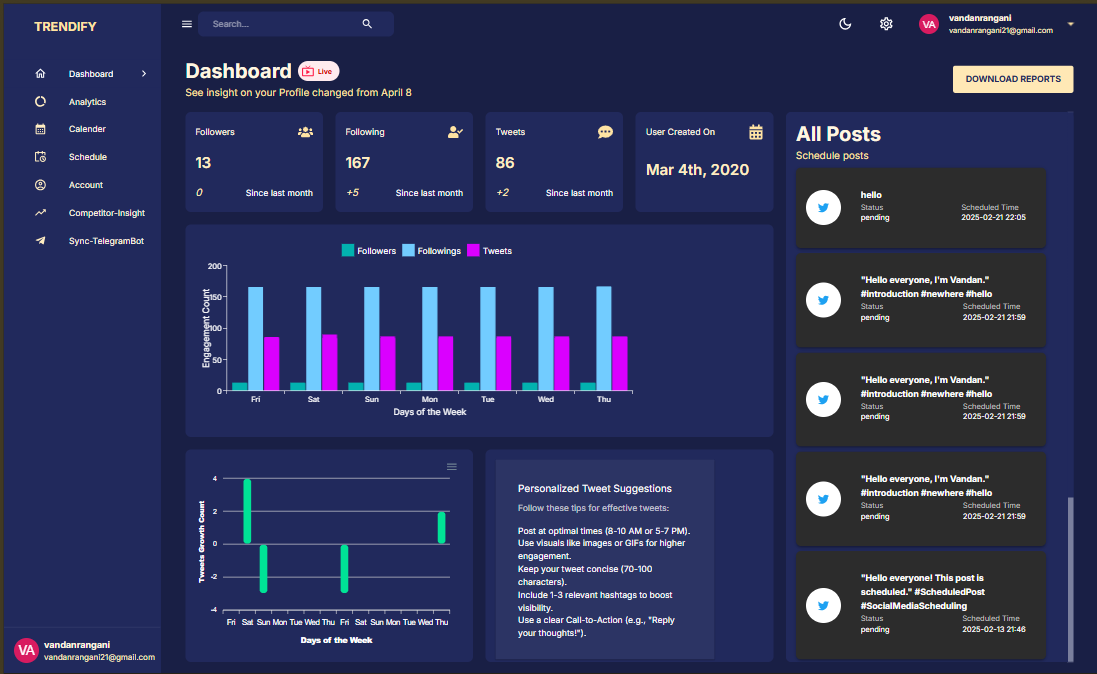 TRENDIFY
Dashboard
Analytics
Calender
Schedule
Account
Competitor-Insight
Sync-TelegramBot
VA
vandanrangani
vandanrangani21@gmail.com
Search...
VA
vandanrangani
vandanrangani21@gmail.com
Dashboard
Live
See insight on your Profile changed from April 8
DOWNLOAD REPORTS
Followers
13
0 Since last month
Following
167
+5 Since last month
Tweets
86
+2 Since last month
User Created On
Mar 4th, 2020
Followers Followings Tweets
Engagement Count
200
150
100
50
0
Fri Sat Sun Mon Tue Wed Thu
Days of the Week
Tweets Growth Count
4
2
0
-2
-4
Fri Sat Sun Mon Tue Wed Thu Fri Sat Sun Mon Tue Wed Thu
Days of the Week
Personalized Tweet Suggestions
Follow these tips for effective tweets:
Post at optimal times (8-10 AM or 5-7 PM).
Use visuals like images or GIFs for higher
engagement.
Keep your tweet concise (70-100
characters).
Include 1-3 relevant hashtags to boost
visibility.
Use a clear Call-to-Action (e.g., "Reply
your thoughts!").
All Posts
Schedule posts
hello
Status Scheduled Time
pending 2025-02-21 22:05
"Hello everyone, I'm Vandan."
#introduction #newhere #hello
Status Scheduled Time
pending 2025-02-21 21:59
"Hello everyone, I'm Vandan."
#introduction #newhere #hello
Status Scheduled Time
pending 2025-02-21 21:59
"Hello everyone, I'm Vandan."
#introduction #newhere #hello
Status Scheduled Time
pending 2025-02-21 21:59
"Hello everyone! This post is
scheduled." #ScheduledPost
#SocialMediaScheduling
Status Scheduled Time
pending 2025-02-13 21:46